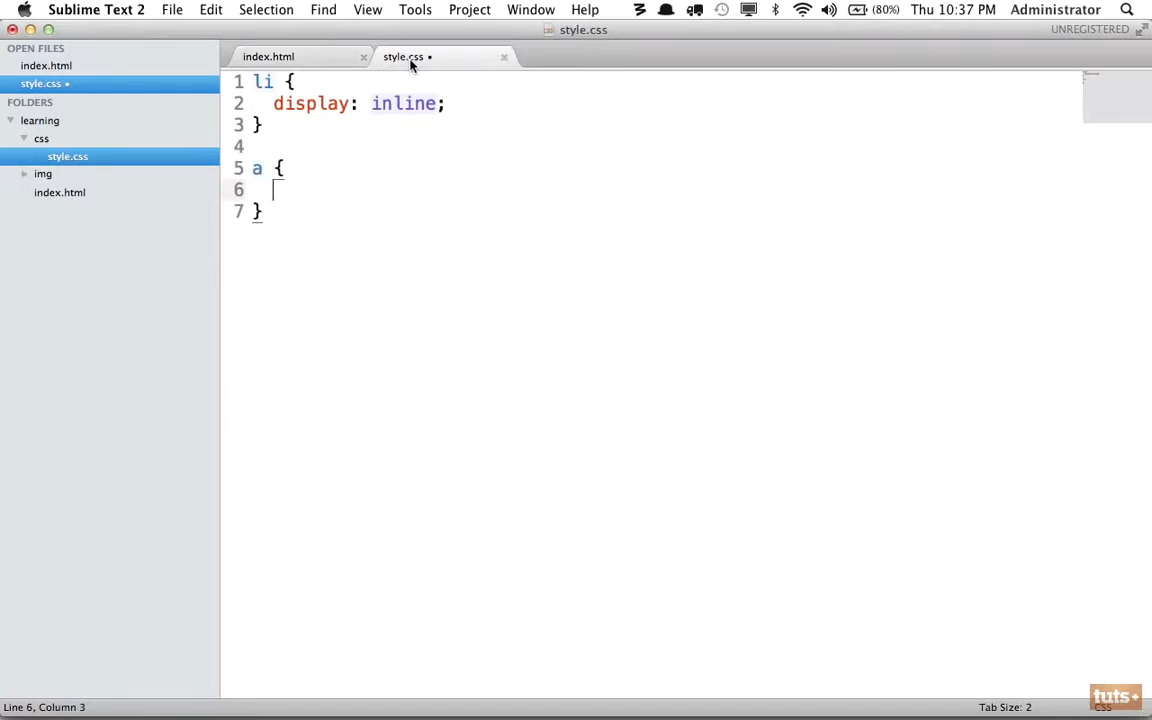 Sublime Text 2 File Edit Selection Find View Tools Project Window Help (80%) Thu 10:37 PM Administrator
style.css UNREGISTERED
OPEN FILES
index.html
style.css
FOLDERS
learning
css
style.css
img
index.html
index.html style.css
1 li {
2 display: inline;
3 }
4
5 a {
6
7 }
Line 6, Column 3 Tab Size: 2 CSS
tuts+